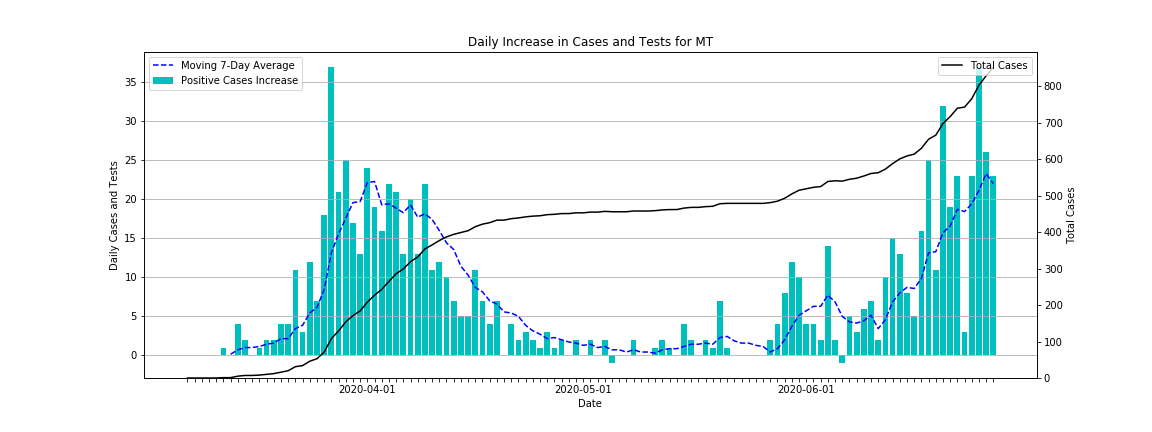 Daily Increase in Cases and Tests for MT
Moving 7-Day Average
Positive Cases Increase
Total Cases
35
30
25
20
15
10
5
0
Daily Cases and Tests
800
700
600
500
400
300
200
100
0
Total Cases
2020-04-01
2020-05-01
2020-06-01
Date